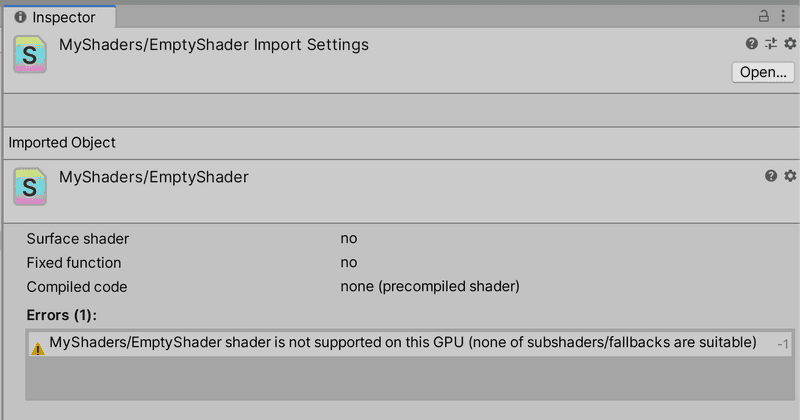 Inspector
MyShaders/EmptyShader Import Settings
Open...
Imported Object
S MyShaders/EmptyShader
Surface shader no
Fixed function no
Compiled code none (precompiled shader)
Errors (1):
MyShaders/EmptyShader shader is not supported on this GPU (none of subshaders/fallbacks are suitable) -1